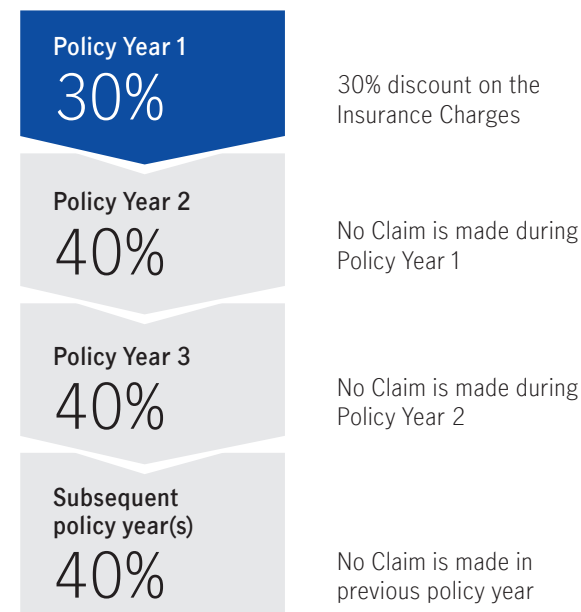 Policy Year 1
30%
30% discount on the
Insurance Charges
Policy Year 2
40%
No Claim is made during
Policy Year 1
Policy Year 3
40%
No Claim is made during
Policy Year 2
Subsequent
policy year(s)
40%
No Claim is made in
previous policy year